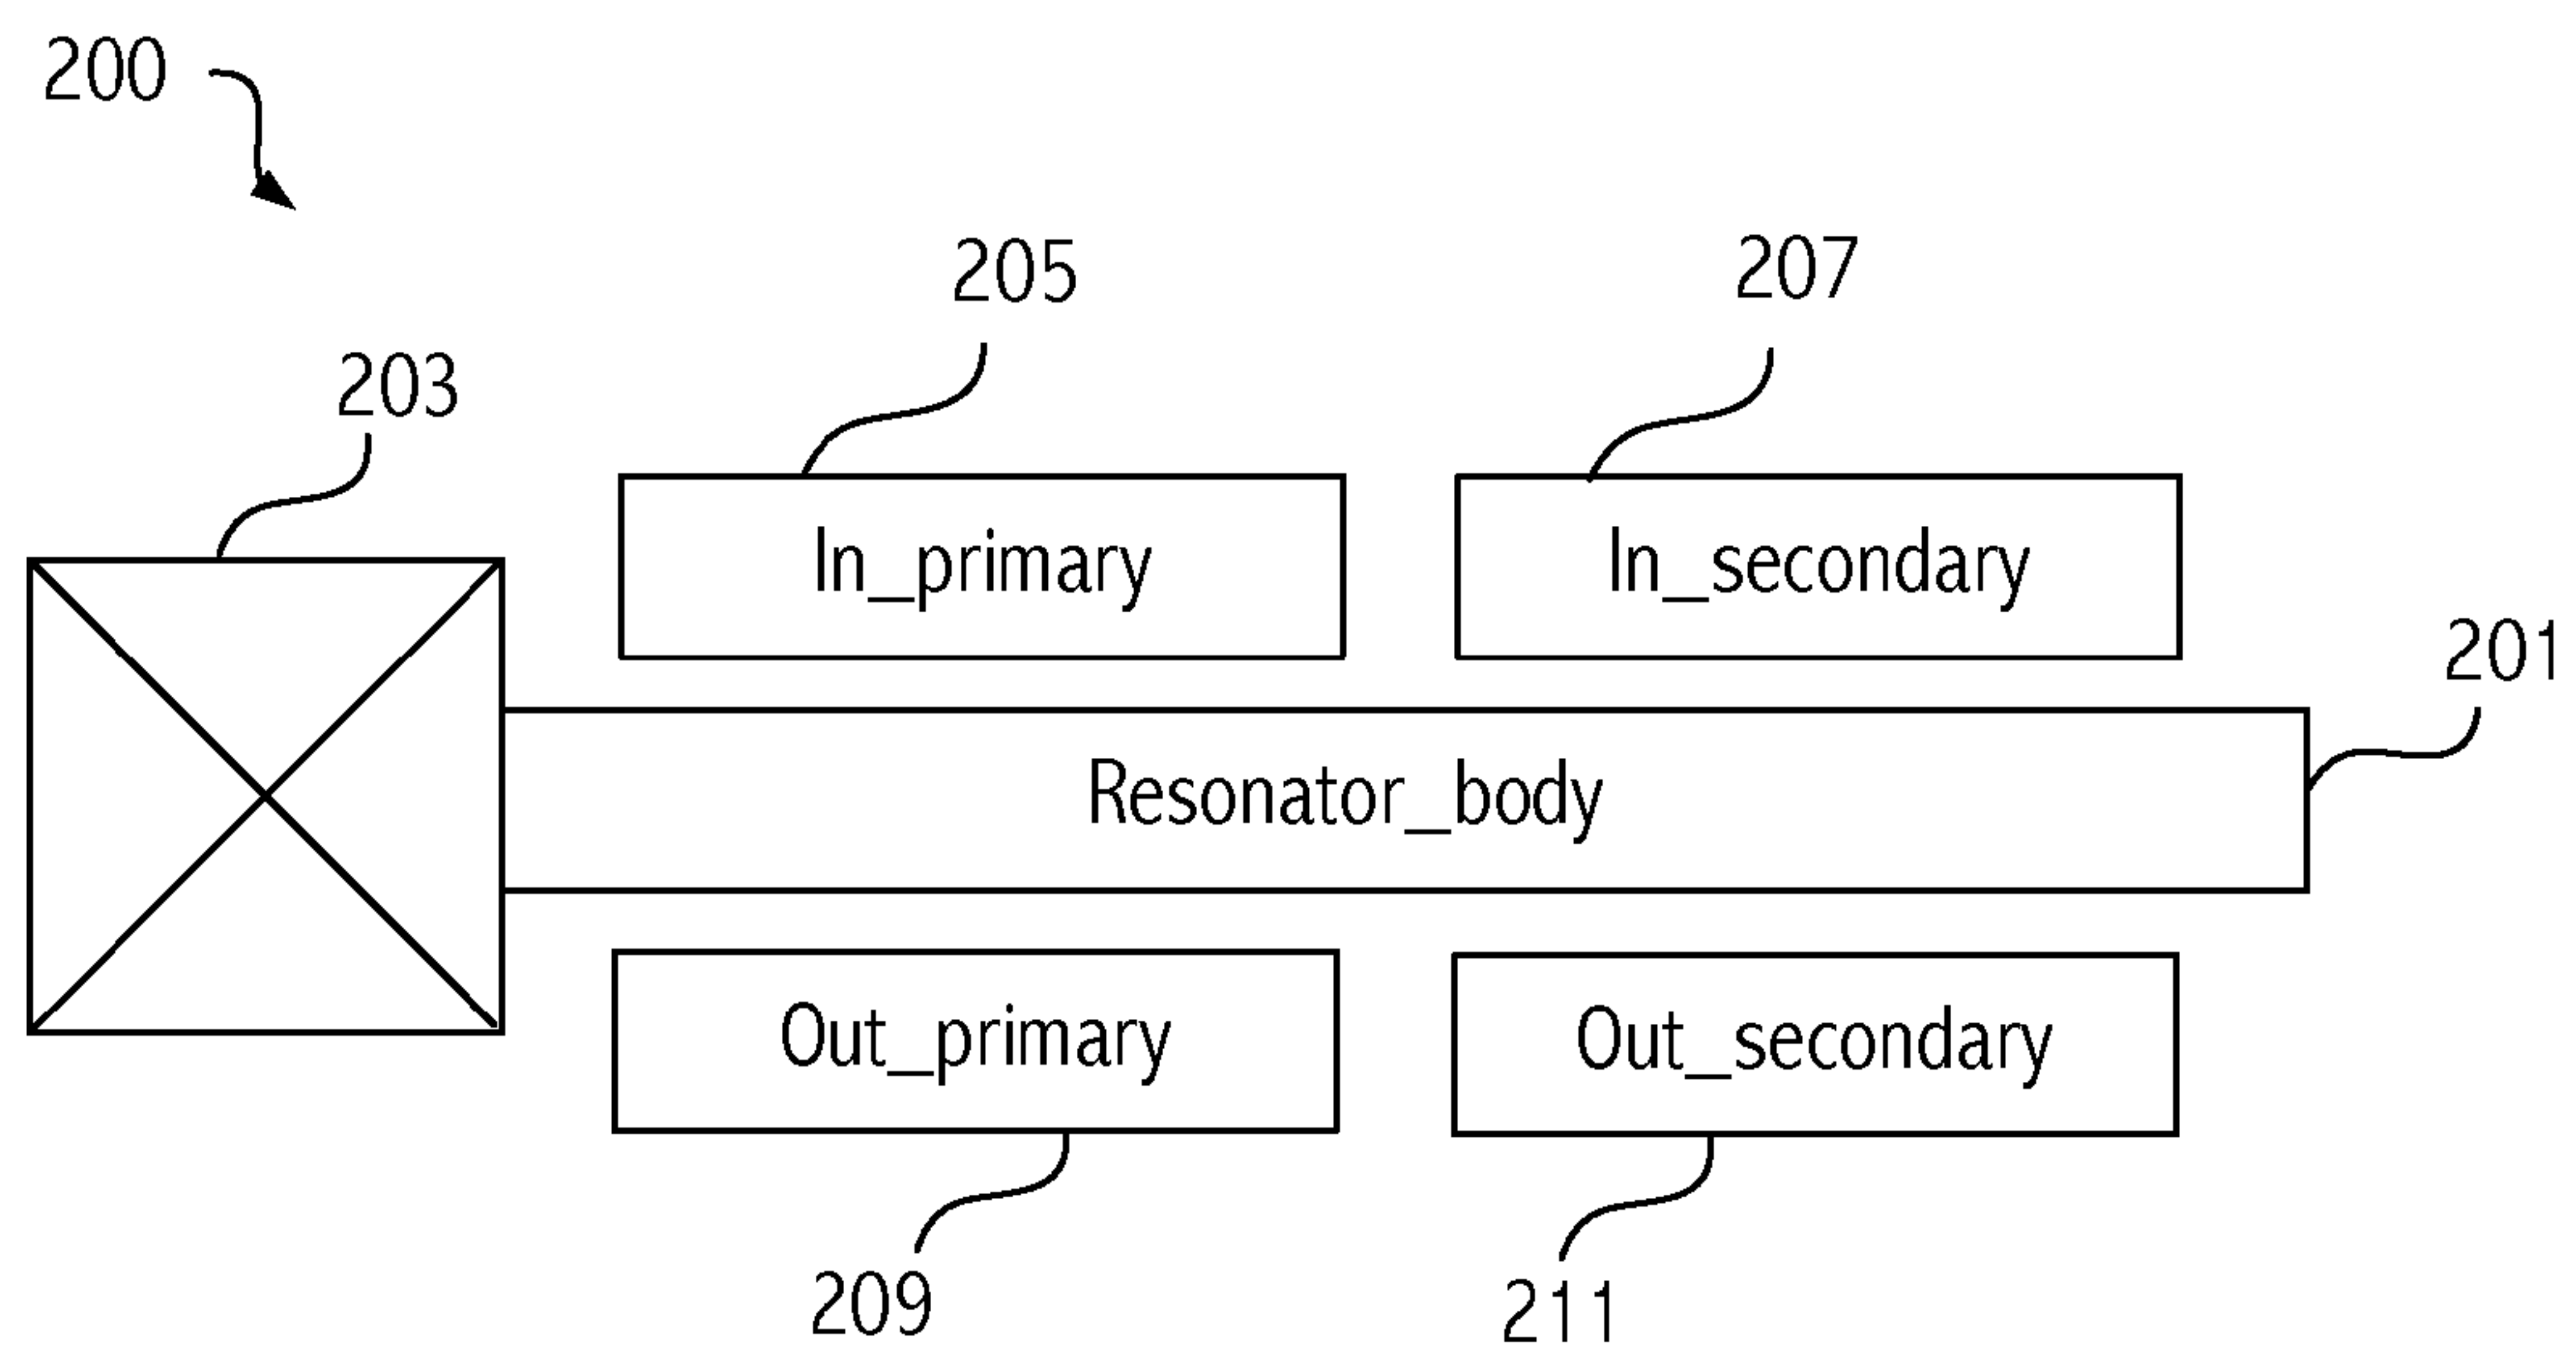 200
205
207
203
In_primary
In_secondary
201
Resonator_body
Out_primary
Out_secondary
209
211